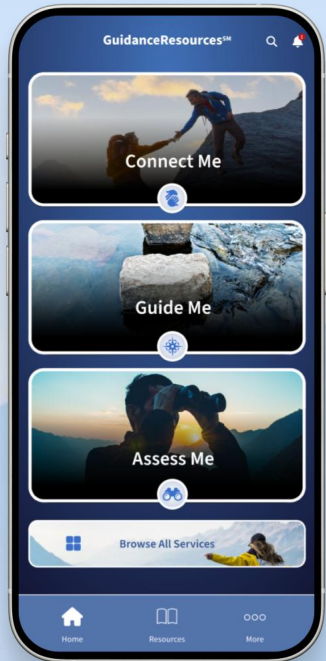 GuidanceResources℠
Connect Me
Guide Me
Assess Me
Browse All Services
Home Resources More